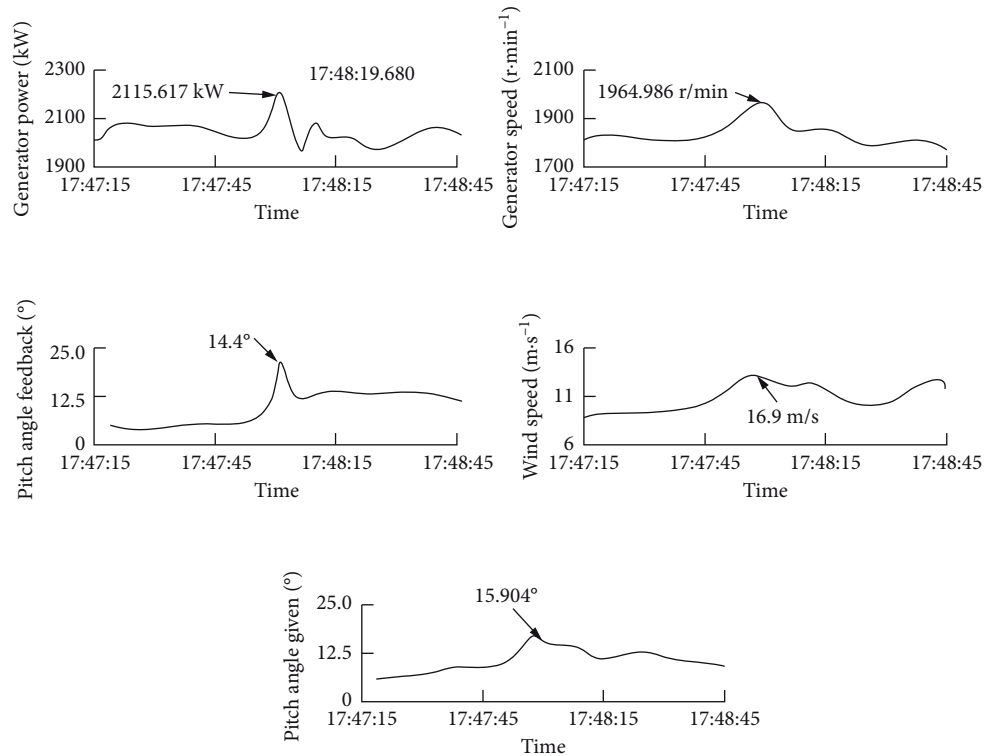 Generator power (kW)
2300
2100
1900
2115.617 kW
17:48:19.680
17:47:15 17:47:45 17:48:15 17:48:45
Time
Generator speed (r·min⁻¹)
2100
1900
1700
1964.986 r/min
17:47:15 17:47:45 17:48:15 17:48:45
Time
Pitch angle feedback (°)
25.0
12.5
0
14.4°
17:47:15 17:47:45 17:48:15 17:48:45
Time
Wind speed (m·s⁻¹)
16
11
6
16.9 m/s
17:47:15 17:47:45 17:48:15 17:48:45
Time
Pitch angle given (°)
25.0
12.5
0
15.904°
17:47:15 17:47:45 17:48:15 17:48:45
Time